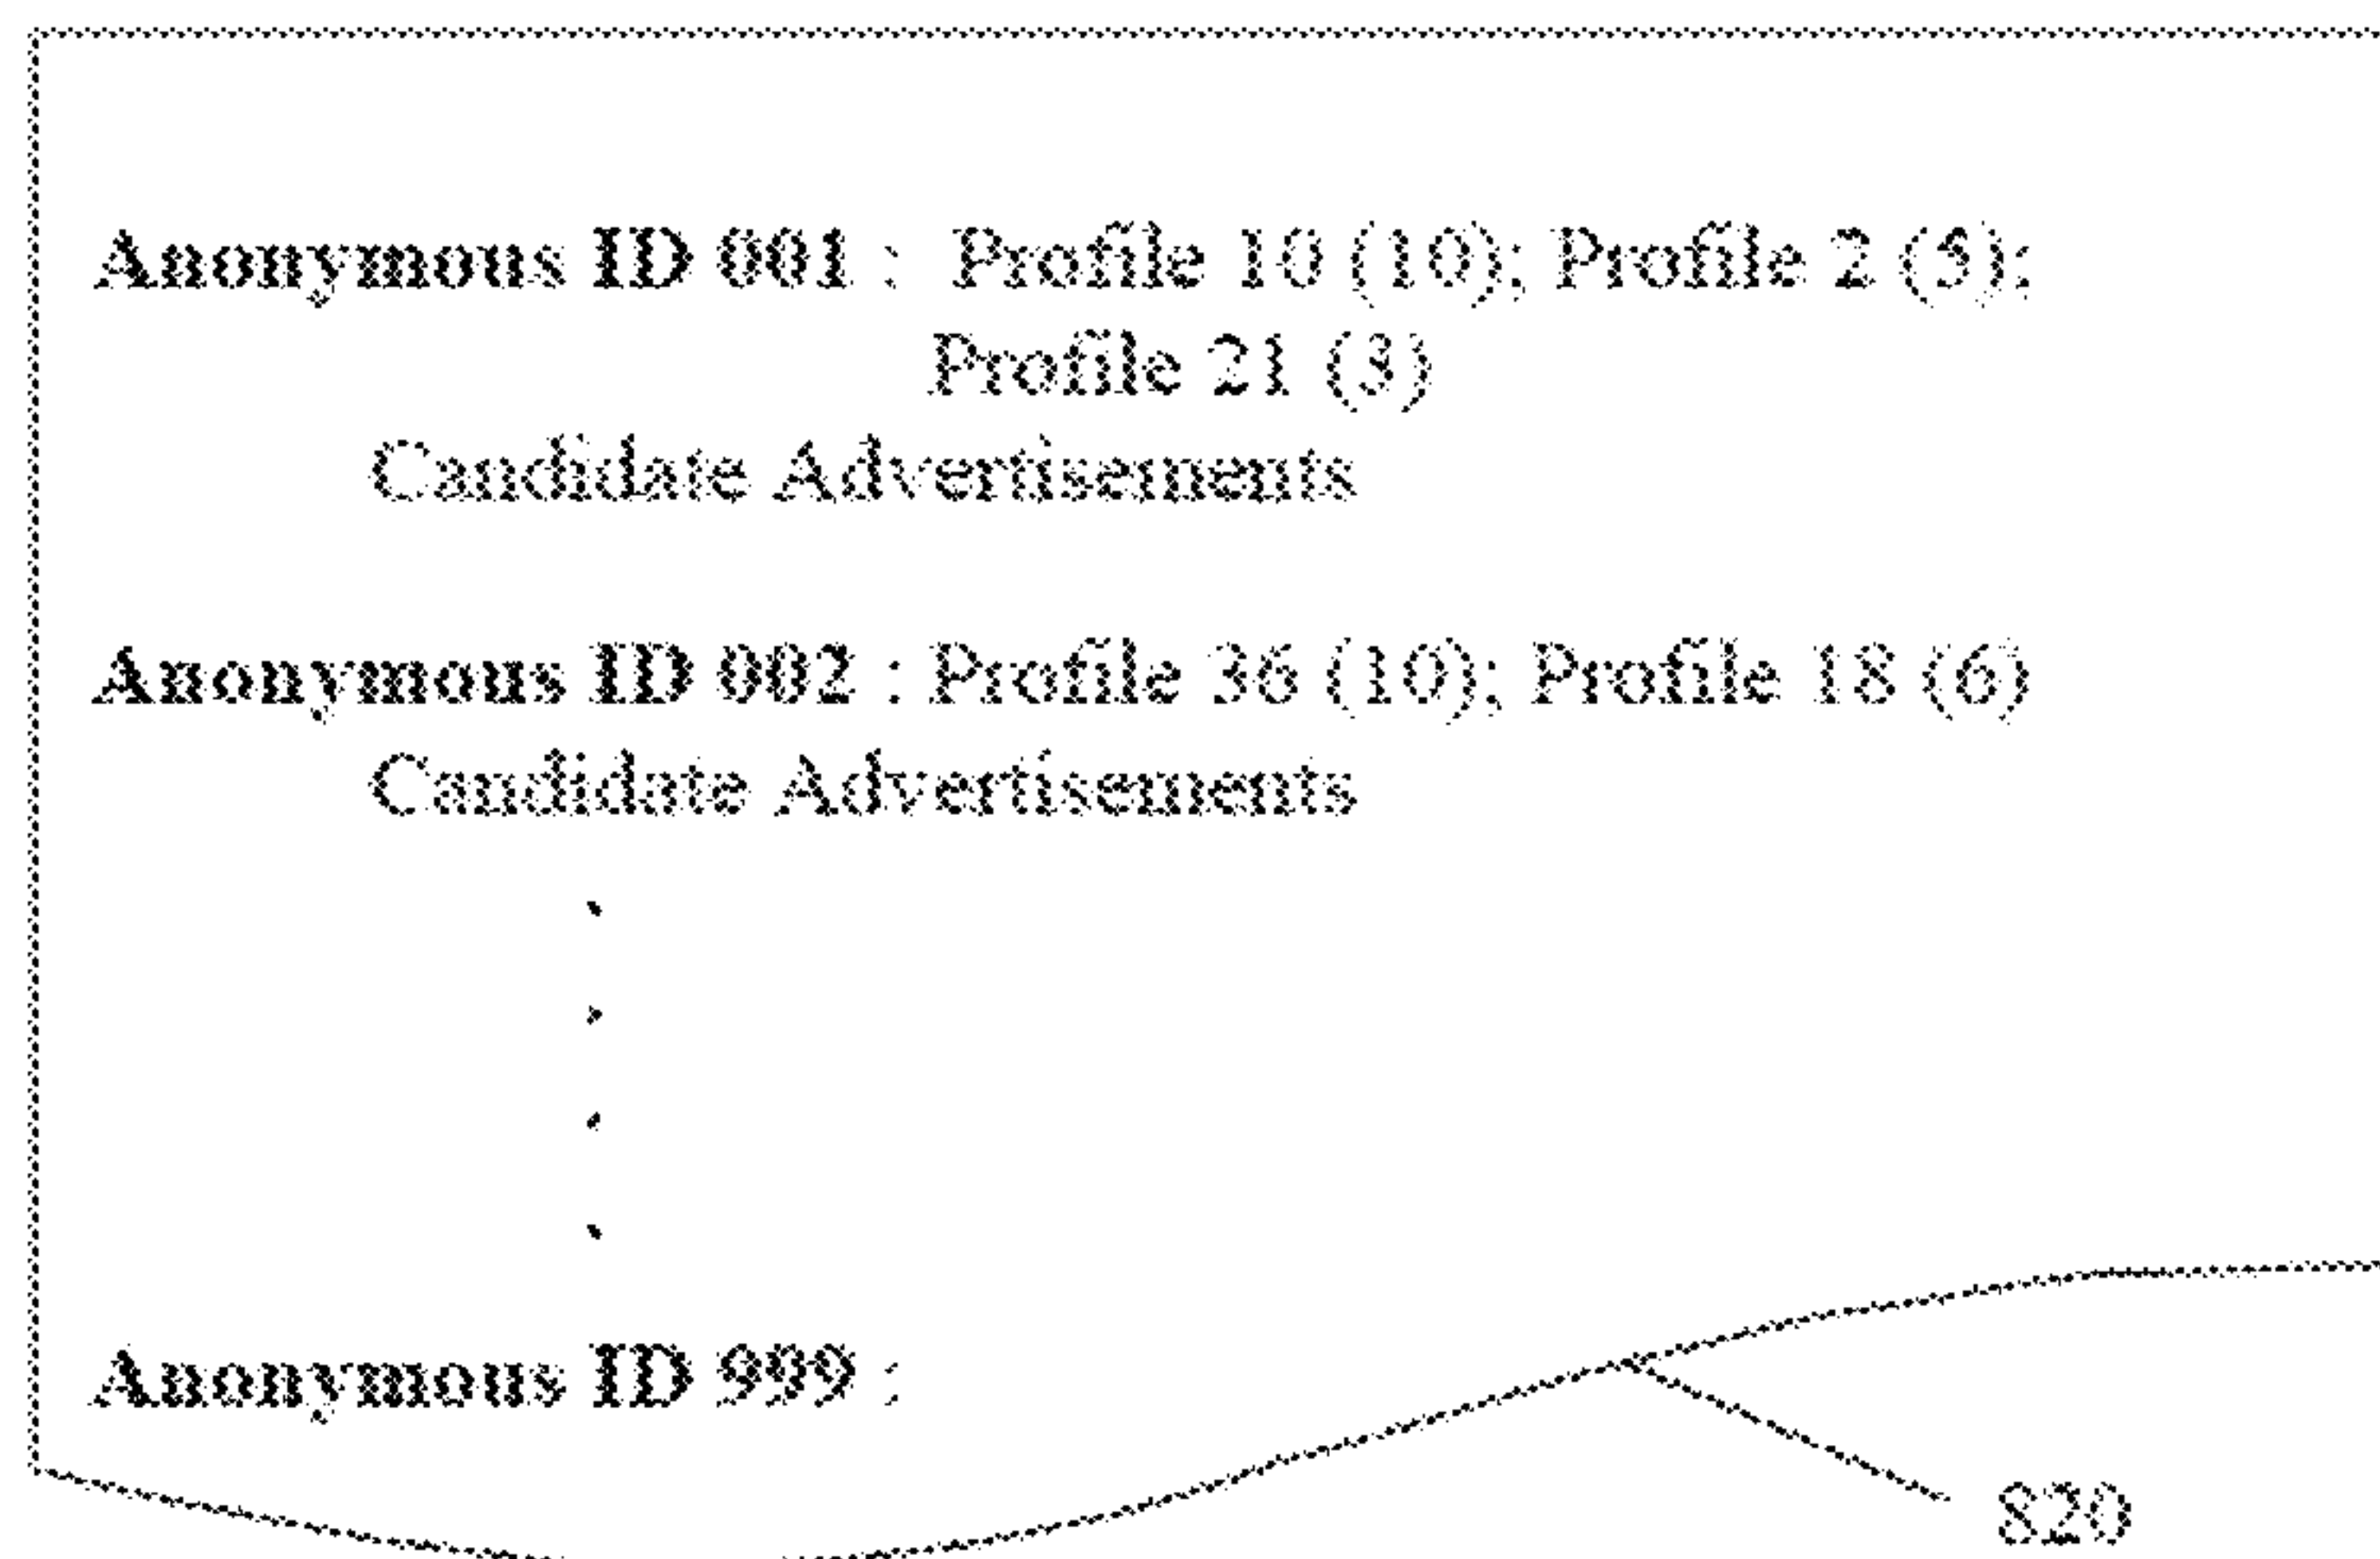 Anonymous ID 001 : Profile 10 (10); Profile 2 (5);
Profile 21 (3)
Candidate Advertisements
Anonymous ID 002 : Profile 36 (10); Profile 18 (6)
Candidate Advertisements
.
.
.
.
Anonymous ID 999 :
820